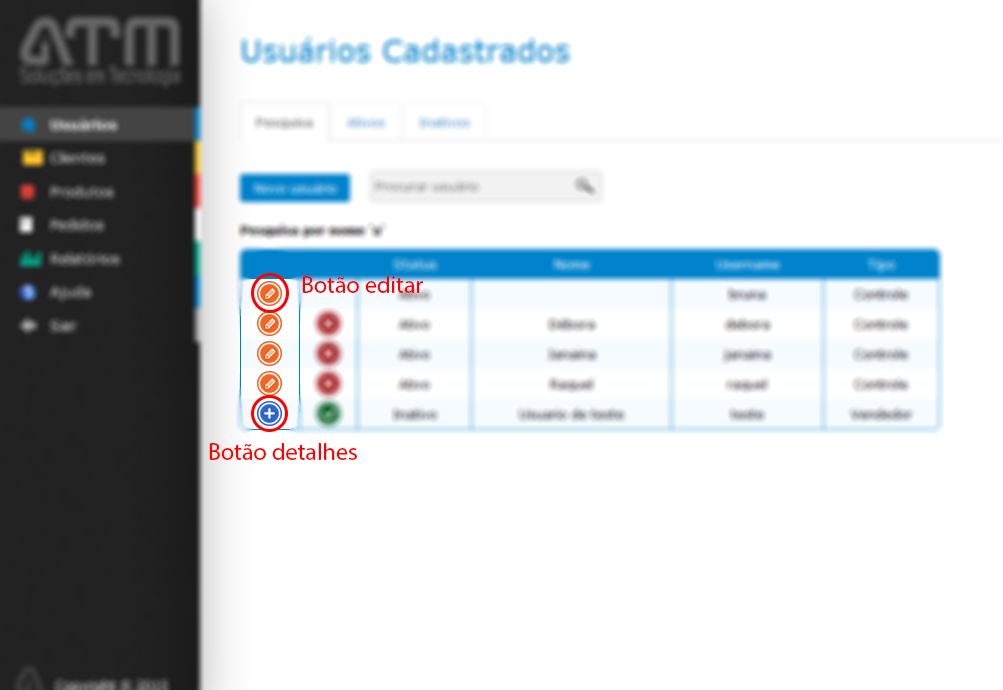 ATM
Soluções em Tecnologia
Usuários Cadastrados
Usuários
Clientes
Produtos
Pedidos
Relatórios
Ajuda
Sair
Pesquisa Ativos Inativos
Novo usuário Procurar usuário
Pesquisa por nome 'a'
Status Nome Username Tipo
Botão editar
Ativo bruna Controle
Ativo Débora debora Controle
Ativo Janaina janaina Controle
Ativo Raquel raquel Controle
Inativo Usuario de teste teste Vendedor
Botão detalhes
Copyright ©